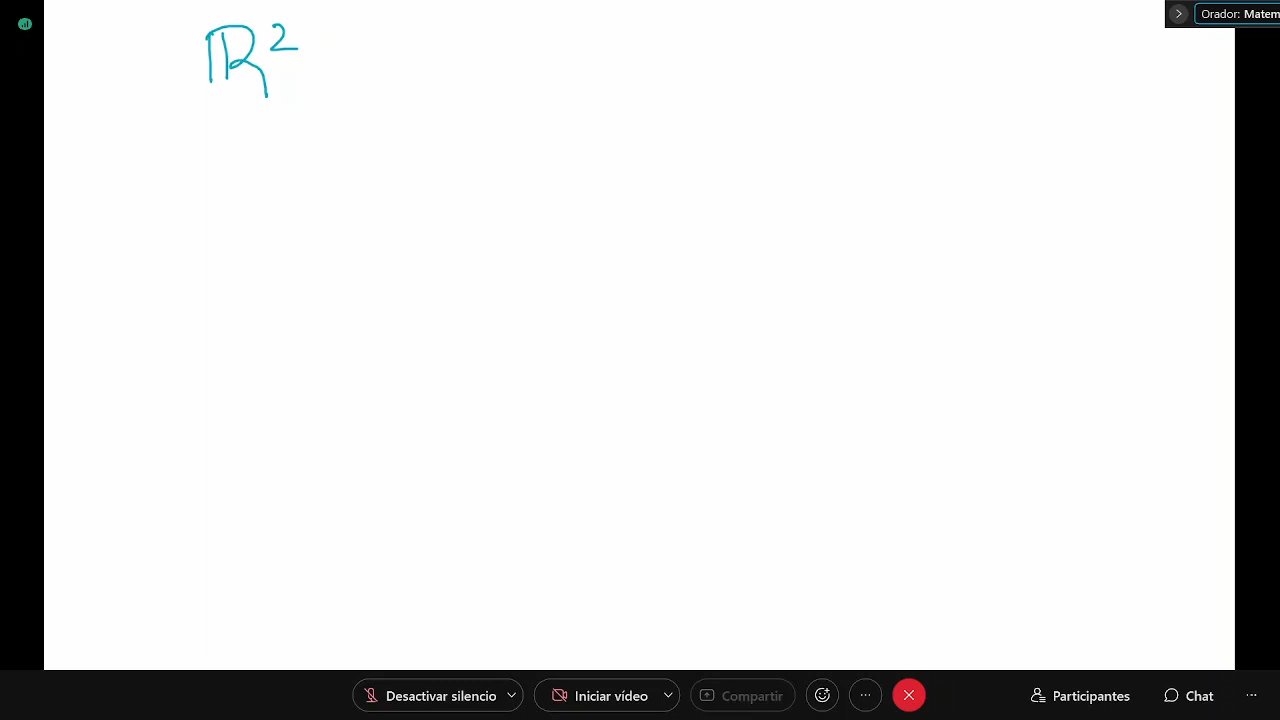 Orador: Matem
ℝ²
Desactivar silencio
Iniciar vídeo
Compartir
Participantes
Chat